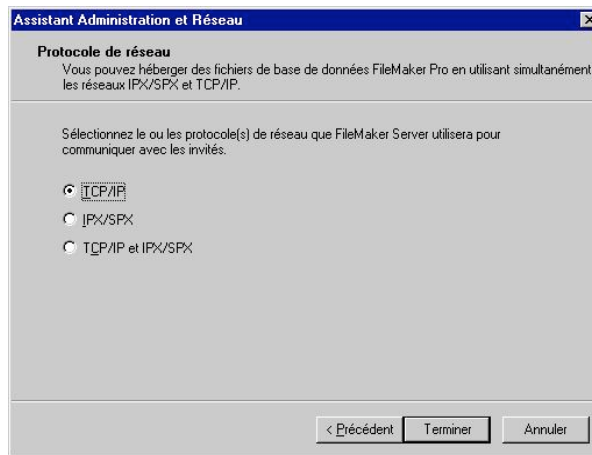 Assistant Administration et Réseau
Protocole de réseau
Vous pouvez héberger des fichiers de base de données FileMaker Pro en utilisant simultanément
les réseaux IPX/SPX et TCP/IP.
Sélectionnez le ou les protocole(s) de réseau que FileMaker Server utilisera pour
communiquer avec les invités.
TCP/IP
IPX/SPX
TCP/IP et IPX/SPX
< Précédent
Terminer
Annuler